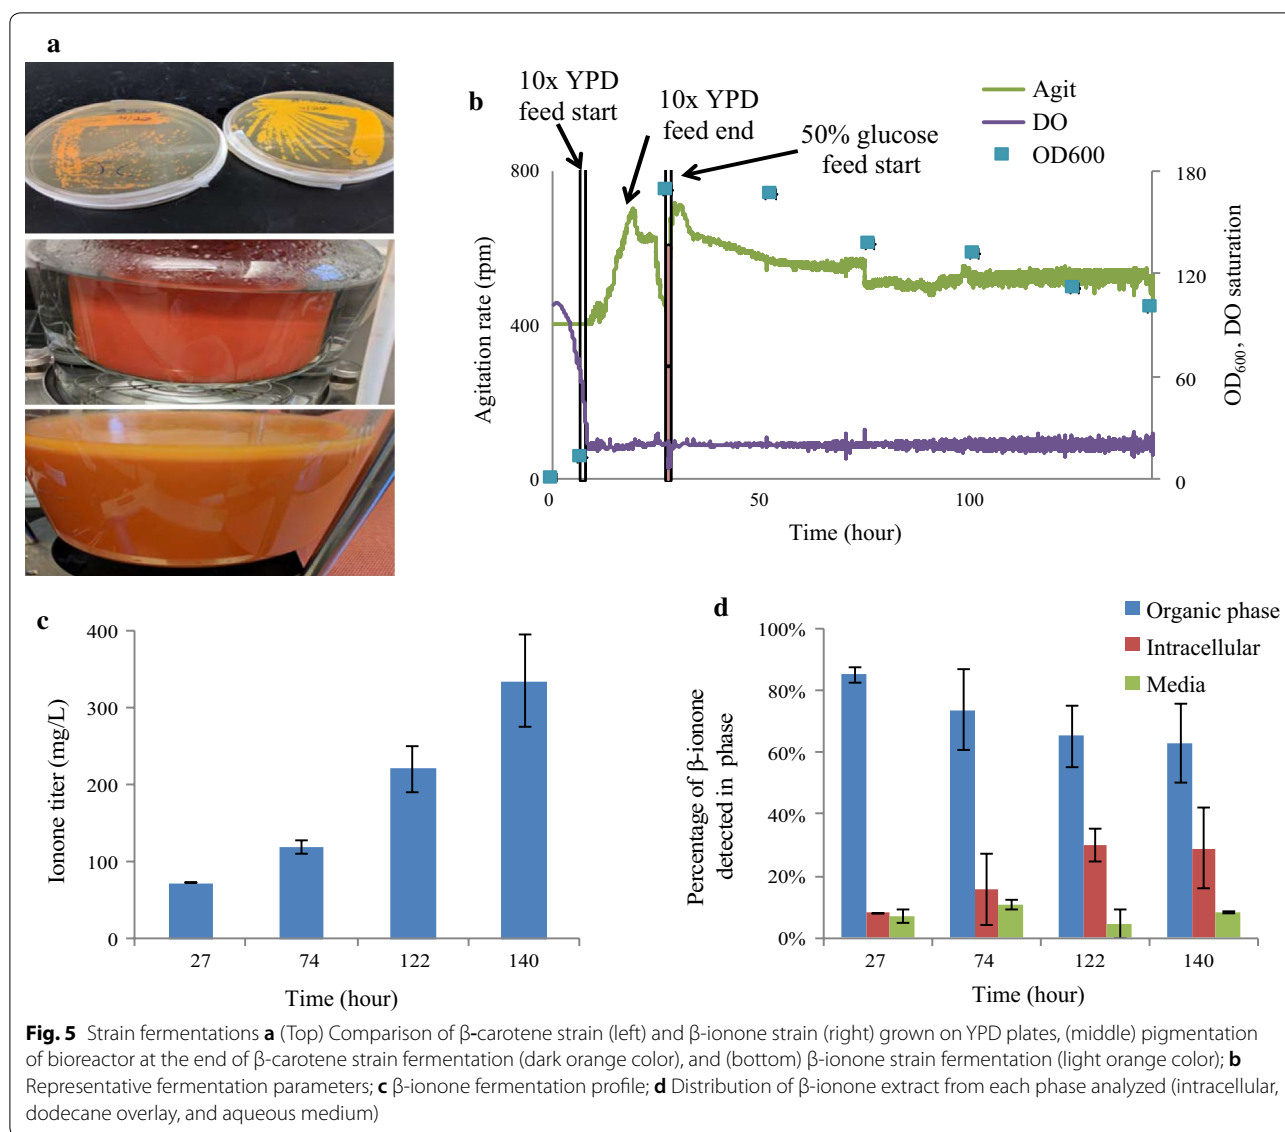 a
b
10x YPD
feed start
10x YPD
feed end
50% glucose
feed start
Agit
DO
OD600
800
400
0
Agitation rate (rpm)
180
120
60
0
OD600, DO saturation
0
50
100
Time (hour)
c
400
300
200
100
0
Ionone titer (mg/L)
27
74
122
140
Time (hour)
d
Organic phase
Intracellular
Media
100%
80%
60%
40%
20%
0%
Percentage of β-ionone
detected in phase
27
74
122
140
Time (hour)
Fig. 5 Strain fermentations a (Top) Comparison of β-carotene strain (left) and β-ionone strain (right) grown on YPD plates, (middle) pigmentation
of bioreactor at the end of β-carotene strain fermentation (dark orange color), and (bottom) β-ionone strain fermentation (light orange color); b
Representative fermentation parameters; c β-ionone fermentation profile; d Distribution of β-ionone extract from each phase analyzed (intracellular,
dodecane overlay, and aqueous medium)